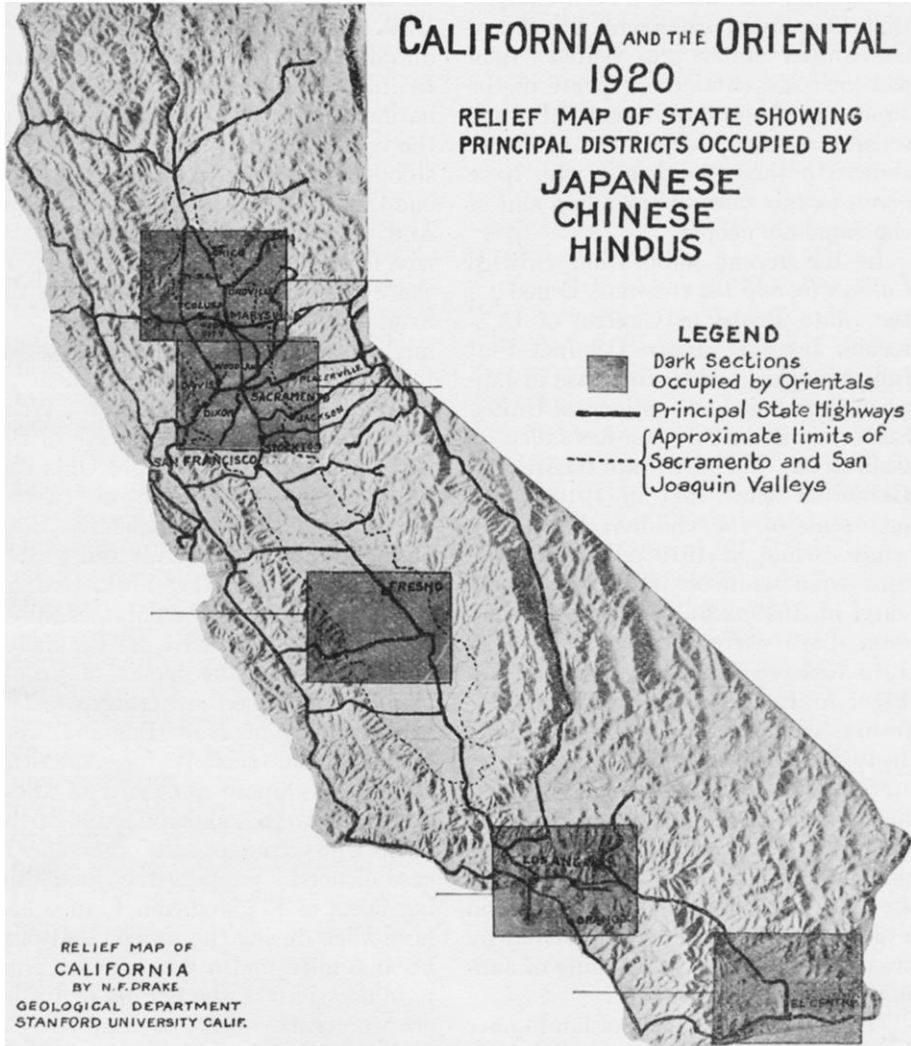 CALIFORNIA AND THE ORIENTAL
1920
RELIEF MAP OF STATE SHOWING
PRINCIPAL DISTRICTS OCCUPIED BY
JAPANESE
CHINESE
HINDUS
LEGEND
Dark Sections
Occupied by Orientals
Principal State Highways
Approximate limits of
Sacramento and San
Joaquin Valleys
CHICO
OROVILLE
COLUSA
MARYSV
WOODLAND
PLACERVILLE
DAVIS
SACRAMENTO
DIXON
JACKSON
STOCKTON
SAN FRANCISCO
FRESNO
LOS ANGELES
ORANGE
EL CENTRO
RELIEF MAP OF
CALIFORNIA
BY N.F. DRAKE
GEOLOGICAL DEPARTMENT
STANFORD UNIVERSITY CALIF.